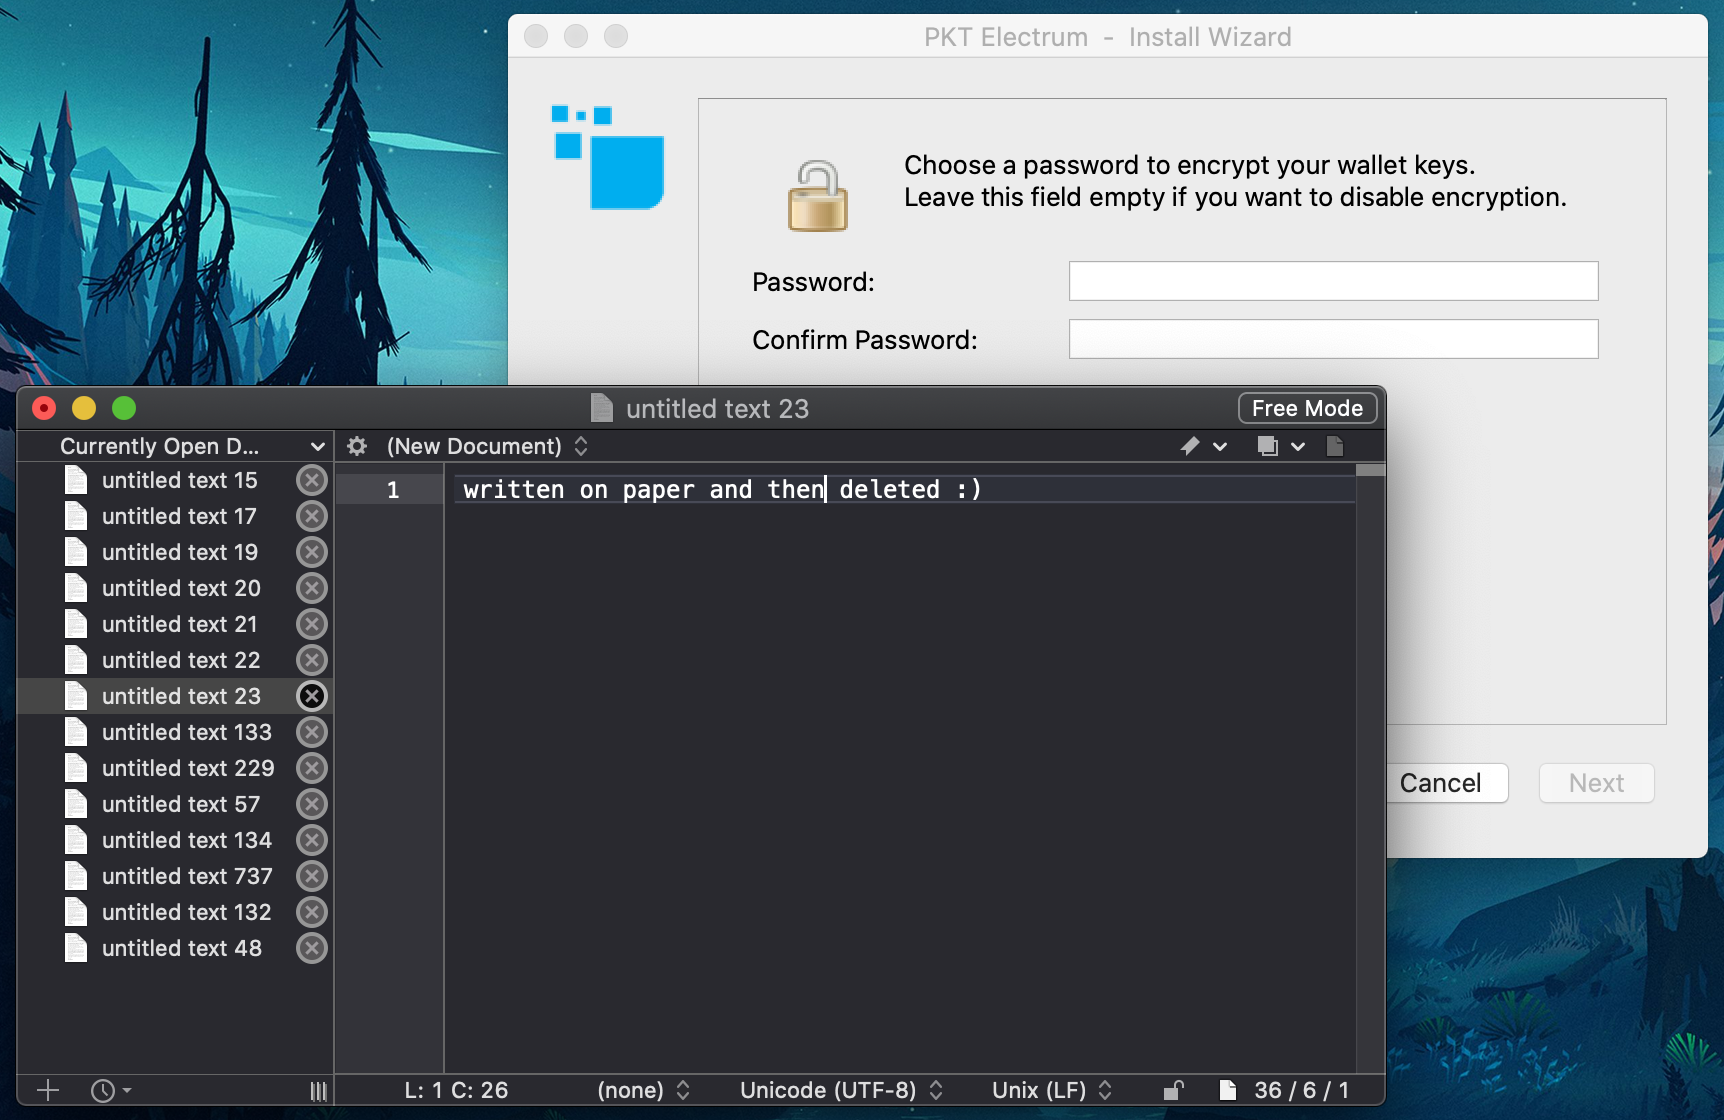 PKT Electrum - Install Wizard
Choose a password to encrypt your wallet keys.
Leave this field empty if you want to disable encryption.
Password:
Confirm Password:
Cancel
Next
untitled text 23
Free Mode
Currently Open D...
(New Document)
untitled text 15
untitled text 17
untitled text 19
untitled text 20
untitled text 21
untitled text 22
untitled text 23
untitled text 133
untitled text 229
untitled text 57
untitled text 134
untitled text 737
untitled text 132
untitled text 48
1
written on paper and then deleted :)
L: 1 C: 26
(none)
Unicode (UTF-8)
Unix (LF)
36 / 6 / 1